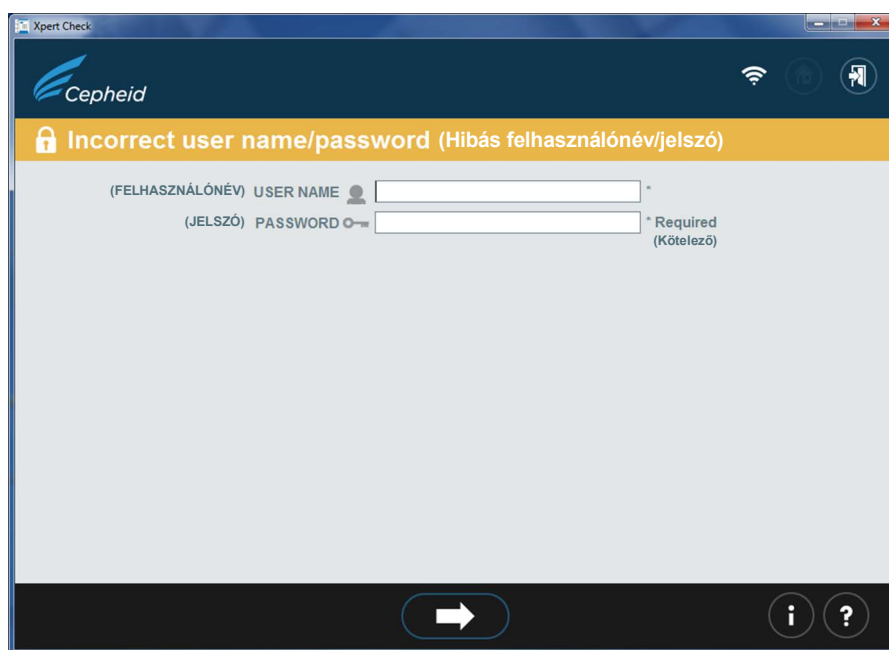 Xpert Check
Cepheid
Incorrect user name/password (Hibás felhasználónév/jelszó)
(FELHASZNÁLÓNÉV) USER NAME *
(JELSZÓ) PASSWORD * Required
(Kötelező)
i ?